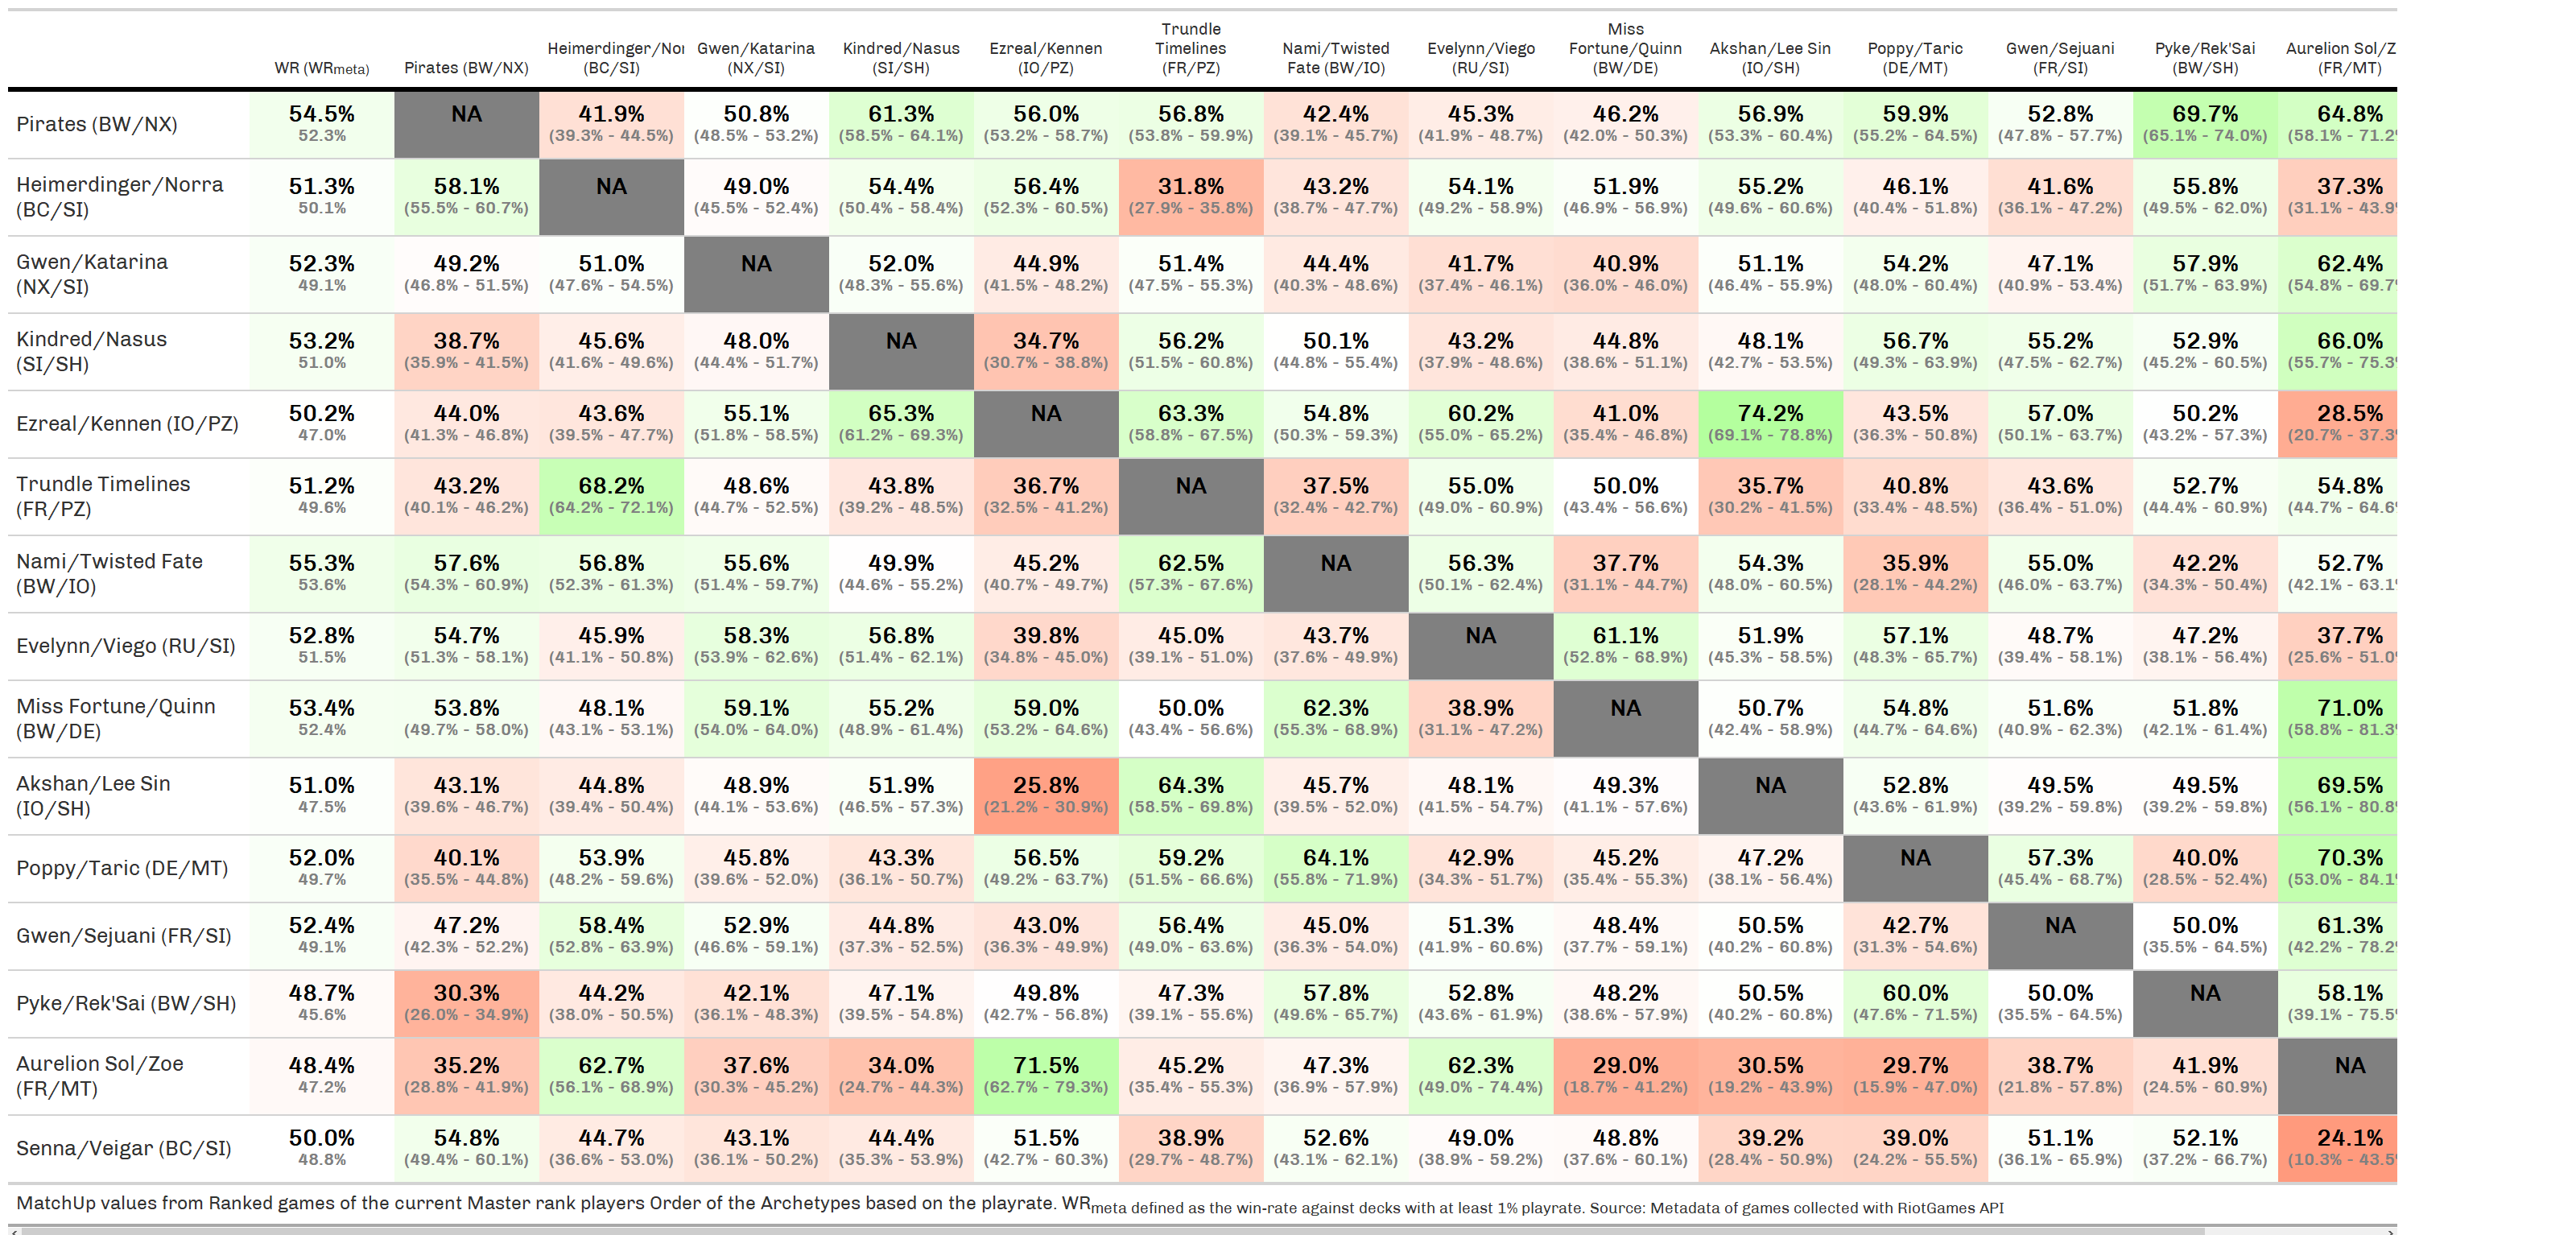 WR (WRmeta) Pirates (BW/NX) Heimerdinger/Nor (BC/SI) Gwen/Katarina (NX/SI) Kindred/Nasus (SI/SH) Ezreal/Kennen (IO/PZ) Trundle Timelines (FR/PZ) Nami/Twisted Fate (BW/IO) Evelynn/Viego (RU/SI) Miss Fortune/Quinn (BW/DE) Akshan/Lee Sin (IO/SH) Poppy/Taric (DE/MT) Gwen/Sejuani (FR/SI) Pyke/Rek'Sai (BW/SH) Aurelion Sol/Z (FR/MT)
Pirates (BW/NX) 54.5% NA 41.9% 50.8% 61.3% 56.0% 56.8% 42.4% 45.3% 46.2% 56.9% 59.9% 52.8% 69.7% 64.8%
52.3% (39.3% - 44.5%) (48.5% - 53.2%) (58.5% - 64.1%) (53.2% - 58.7%) (53.8% - 59.9%) (39.1% - 45.7%) (41.9% - 48.7%) (42.0% - 50.3%) (53.3% - 60.4%) (55.2% - 64.5%) (47.8% - 57.7%) (65.1% - 74.0%) (58.1% - 71.2%
Heimerdinger/Norra 51.3% 58.1% NA 49.0% 54.4% 56.4% 31.8% 43.2% 54.1% 51.9% 55.2% 46.1% 41.6% 55.8% 37.3%
(BC/SI) 50.1% (55.5% - 60.7%) (45.5% - 52.4%) (50.4% - 58.4%) (52.3% - 60.5%) (27.9% - 35.8%) (38.7% - 47.7%) (49.2% - 58.9%) (46.9% - 56.9%) (49.6% - 60.6%) (40.4% - 51.8%) (36.1% - 47.2%) (49.5% - 62.0%) (31.1% - 43.9%
Gwen/Katarina 52.3% 49.2% 51.0% NA 52.0% 44.9% 51.4% 44.4% 41.7% 40.9% 51.1% 54.2% 47.1% 57.9% 62.4%
(NX/SI) 49.1% (46.8% - 51.5%) (47.6% - 54.5%) (48.3% - 55.6%) (41.5% - 48.2%) (47.5% - 55.3%) (40.3% - 48.6%) (37.4% - 46.1%) (36.0% - 46.0%) (46.4% - 55.9%) (48.0% - 60.4%) (40.9% - 53.4%) (51.7% - 63.9%) (54.8% - 69.7%
Kindred/Nasus 53.2% 38.7% 45.6% 48.0% NA 34.7% 56.2% 50.1% 43.2% 44.8% 48.1% 56.7% 55.2% 52.9% 66.0%
(SI/SH) 51.0% (35.9% - 41.5%) (41.6% - 49.6%) (44.4% - 51.7%) (30.7% - 38.8%) (51.5% - 60.8%) (44.8% - 55.4%) (37.9% - 48.6%) (38.6% - 51.1%) (42.7% - 53.5%) (49.3% - 63.9%) (47.5% - 62.7%) (45.2% - 60.5%) (55.7% - 75.3%
Ezreal/Kennen (IO/PZ) 50.2% 44.0% 43.6% 55.1% 65.3% NA 63.3% 54.8% 60.2% 41.0% 74.2% 43.5% 57.0% 50.2% 28.5%
47.0% (41.3% - 46.8%) (39.5% - 47.7%) (51.8% - 58.5%) (61.2% - 69.3%) (58.8% - 67.5%) (50.3% - 59.3%) (55.0% - 65.2%) (35.4% - 46.8%) (69.1% - 78.8%) (36.3% - 50.8%) (50.1% - 63.7%) (43.2% - 57.3%) (20.7% - 37.3%
Trundle Timelines 51.2% 43.2% 68.2% 48.6% 43.8% 36.7% NA 37.5% 55.0% 50.0% 35.7% 40.8% 43.6% 52.7% 54.8%
(FR/PZ) 49.6% (40.1% - 46.2%) (64.2% - 72.1%) (44.7% - 52.5%) (39.2% - 48.5%) (32.5% - 41.2%) (32.4% - 42.7%) (49.0% - 60.9%) (43.4% - 56.6%) (30.2% - 41.5%) (33.4% - 48.5%) (36.4% - 51.0%) (44.4% - 60.9%) (44.7% - 64.6%
Nami/Twisted Fate 55.3% 57.6% 56.8% 55.6% 49.9% 45.2% 62.5% NA 56.3% 37.7% 54.3% 35.9% 55.0% 42.2% 52.7%
(BW/IO) 53.6% (54.3% - 60.9%) (52.3% - 61.3%) (51.4% - 59.7%) (44.6% - 55.2%) (40.7% - 49.7%) (57.3% - 67.6%) (50.1% - 62.4%) (31.1% - 44.7%) (48.0% - 60.5%) (28.1% - 44.2%) (46.0% - 63.7%) (34.3% - 50.4%) (42.1% - 63.1%
Evelynn/Viego (RU/SI) 52.8% 54.7% 45.9% 58.3% 56.8% 39.8% 45.0% 43.7% NA 61.1% 51.9% 57.1% 48.7% 47.2% 37.7%
51.5% (51.3% - 58.1%) (41.1% - 50.8%) (53.9% - 62.6%) (51.4% - 62.1%) (34.8% - 45.0%) (39.1% - 51.0%) (37.6% - 49.9%) (52.8% - 68.9%) (45.3% - 58.5%) (48.3% - 65.7%) (39.4% - 58.1%) (38.1% - 56.4%) (25.6% - 51.0%
Miss Fortune/Quinn 53.4% 53.8% 48.1% 59.1% 55.2% 59.0% 50.0% 62.3% 38.9% NA 50.7% 54.8% 51.6% 51.8% 71.0%
(BW/DE) 52.4% (49.7% - 58.0%) (43.1% - 53.1%) (54.0% - 64.0%) (48.9% - 61.4%) (53.2% - 64.6%) (43.4% - 56.6%) (55.3% - 68.9%) (31.1% - 47.2%) (42.4% - 58.9%) (44.7% - 64.6%) (40.9% - 62.3%) (42.1% - 61.4%) (58.8% - 81.3%
Akshan/Lee Sin 51.0% 43.1% 44.8% 48.9% 51.9% 25.8% 64.3% 45.7% 48.1% 49.3% NA 52.8% 49.5% 49.5% 69.5%
(IO/SH) 47.5% (39.6% - 46.7%) (39.4% - 50.4%) (44.1% - 53.6%) (46.5% - 57.3%) (21.2% - 30.9%) (58.5% - 69.8%) (39.5% - 52.0%) (41.5% - 54.7%) (41.1% - 57.6%) (43.6% - 61.9%) (39.2% - 59.8%) (39.2% - 59.8%) (56.1% - 80.8%
Poppy/Taric (DE/MT) 52.0% 40.1% 53.9% 45.8% 43.3% 56.5% 59.2% 64.1% 42.9% 45.2% 47.2% NA 57.3% 40.0% 70.3%
49.7% (35.5% - 44.8%) (48.2% - 59.6%) (39.6% - 52.0%) (36.1% - 50.7%) (49.2% - 63.7%) (51.5% - 66.6%) (55.8% - 71.9%) (34.3% - 51.7%) (35.4% - 55.3%) (38.1% - 56.4%) (45.4% - 68.7%) (28.5% - 52.4%) (53.0% - 84.1%
Gwen/Sejuani (FR/SI) 52.4% 47.2% 58.4% 52.9% 44.8% 43.0% 56.4% 45.0% 51.3% 48.4% 50.5% 42.7% NA 50.0% 61.3%
49.1% (42.3% - 52.2%) (52.8% - 63.9%) (46.6% - 59.1%) (37.3% - 52.5%) (36.3% - 49.9%) (49.0% - 63.6%) (36.3% - 54.0%) (41.9% - 60.6%) (37.7% - 59.1%) (40.2% - 60.8%) (31.3% - 54.6%) (35.5% - 64.5%) (42.2% - 78.2%
Pyke/Rek'Sai (BW/SH) 48.7% 30.3% 44.2% 42.1% 47.1% 49.8% 47.3% 57.8% 52.8% 48.2% 50.5% 60.0% 50.0% NA 58.1%
45.6% (26.0% - 34.9%) (38.0% - 50.5%) (36.1% - 48.3%) (39.5% - 54.8%) (42.7% - 56.8%) (39.1% - 55.6%) (49.6% - 65.7%) (43.6% - 61.9%) (38.6% - 57.9%) (40.2% - 60.8%) (47.6% - 71.5%) (35.5% - 64.5%) (39.1% - 75.5%
Aurelion Sol/Zoe 48.4% 35.2% 62.7% 37.6% 34.0% 71.5% 45.2% 47.3% 62.3% 29.0% 30.5% 29.7% 38.7% 41.9% NA
(FR/MT) 47.2% (28.8% - 41.9%) (56.1% - 68.9%) (30.3% - 45.2%) (24.7% - 44.3%) (62.7% - 79.3%) (35.4% - 55.3%) (36.9% - 57.9%) (49.0% - 74.4%) (18.7% - 41.2%) (19.2% - 43.9%) (15.9% - 47.0%) (21.8% - 57.8%) (24.5% - 60.9%)
Senna/Veigar (BC/SI) 50.0% 54.8% 44.7% 43.1% 44.4% 51.5% 38.9% 52.6% 49.0% 48.8% 39.2% 39.0% 51.1% 52.1% 24.1%
48.8% (49.4% - 60.1%) (36.6% - 53.0%) (36.1% - 50.2%) (35.3% - 53.9%) (42.7% - 60.3%) (29.7% - 48.7%) (43.1% - 62.1%) (38.9% - 59.2%) (37.6% - 60.1%) (28.4% - 50.9%) (24.2% - 55.5%) (36.1% - 65.9%) (37.2% - 66.7%) (10.3% - 43.5%
MatchUp values from Ranked games of the current Master rank players Order of the Archetypes based on the playrate. WRmeta defined as the win-rate against decks with at least 1% playrate. Source: Metadata of games collected with RiotGames API